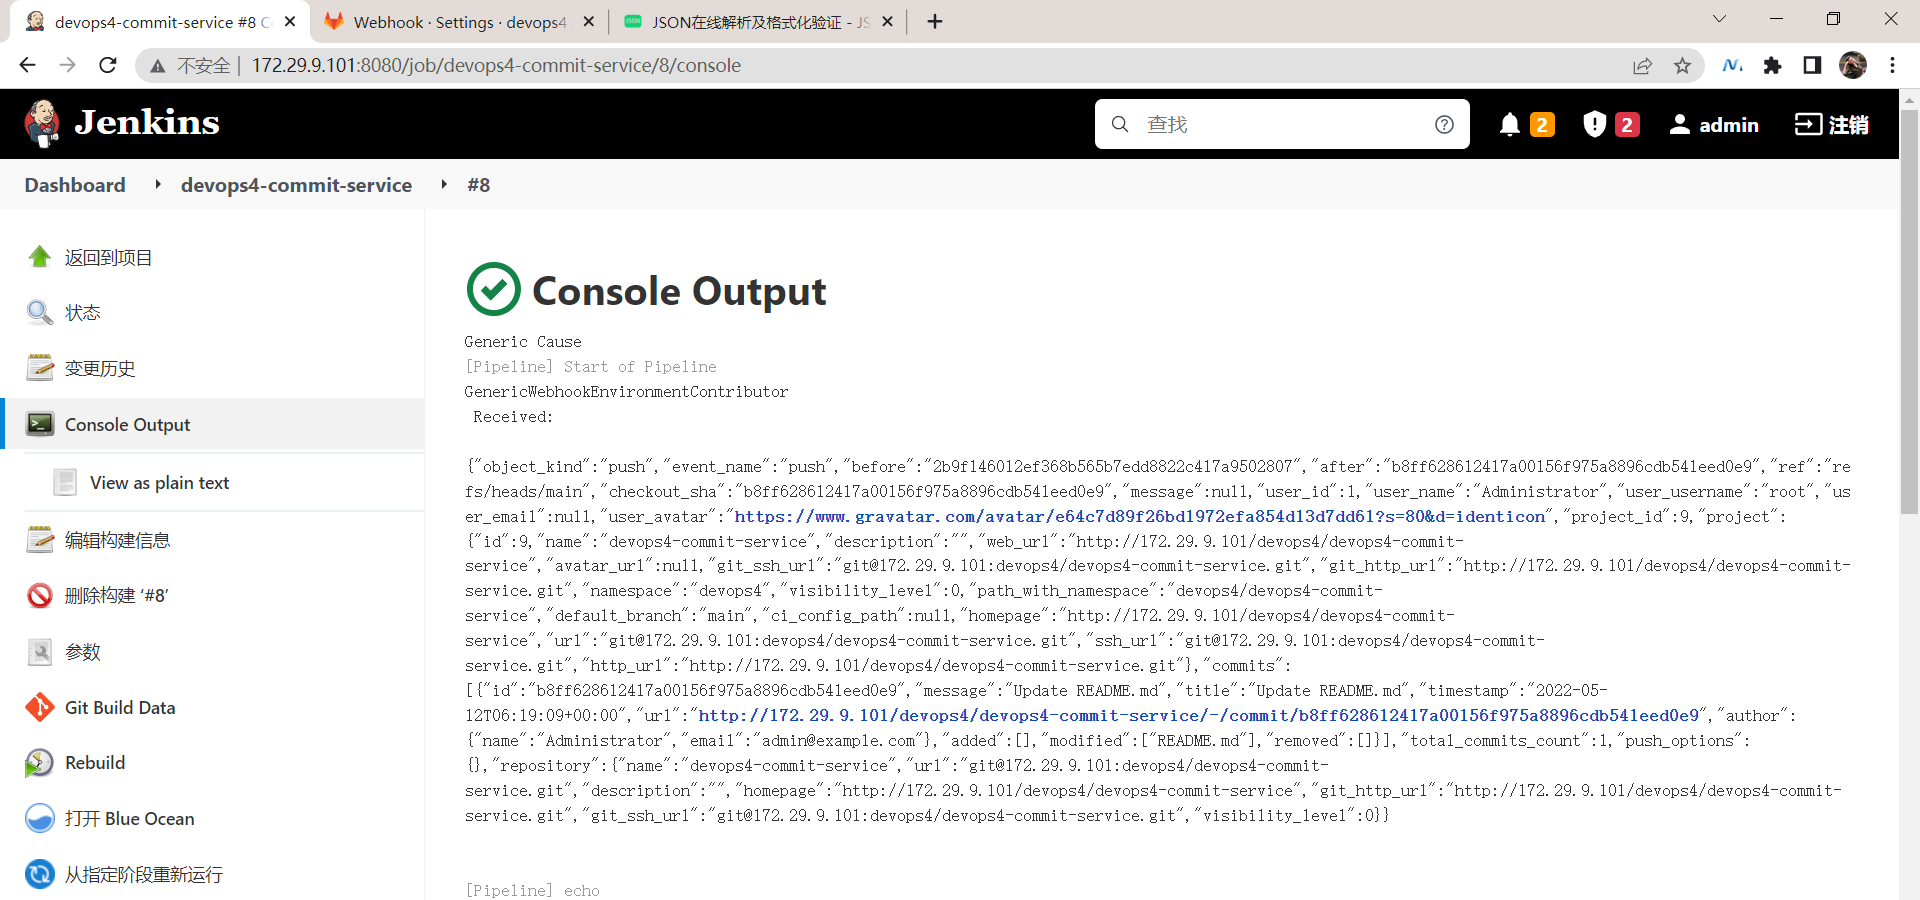 devops4-commit-service #8 C
Webhook · Settings · devops4
JSON在线解析及格式化验证 - JS
不安全 | 172.29.9.101:8080/job/devops4-commit-service/8/console
Jenkins
查找
2
2
admin
注销
Dashboard
devops4-commit-service
#8
返回到项目
状态
变更历史
Console Output
View as plain text
编辑构建信息
删除构建 ‘#8’
参数
Git Build Data
Rebuild
打开 Blue Ocean
从指定阶段重新运行
Console Output
Generic Cause
[Pipeline] Start of Pipeline
GenericWebhookEnvironmentContributor
Received:
{"object_kind":"push","event_name":"push","before":"2b9f146012ef368b565b7edd8822c417a9502807","after":"b8ff628612417a00156f975a8896cdb541eed0e9","ref":"re
fs/heads/main","checkout_sha":"b8ff628612417a00156f975a8896cdb541eed0e9","message":null,"user_id":1,"user_name":"Administrator","user_username":"root","us
er_email":null,"user_avatar":"https://www.gravatar.com/avatar/e64c7d89f26bd1972efa854d13d7dd61?s=80&d=identicon","project_id":9,"project":
{"id":9,"name":"devops4-commit-service","description":"","web_url":"http://172.29.9.101/devops4/devops4-commit-
service","avatar_url":null,"git_ssh_url":"git@172.29.9.101:devops4/devops4-commit-service.git","git_http_url":"http://172.29.9.101/devops4/devops4-commit-
service.git","namespace":"devops4","visibility_level":0,"path_with_namespace":"devops4/devops4-commit-
service","default_branch":"main","ci_config_path":null,"homepage":"http://172.29.9.101/devops4/devops4-commit-
service","url":"git@172.29.9.101:devops4/devops4-commit-service.git","ssh_url":"git@172.29.9.101:devops4/devops4-commit-
service.git","http_url":"http://172.29.9.101/devops4/devops4-commit-service.git"},"commits":
[{"id":"b8ff628612417a00156f975a8896cdb541eed0e9","message":"Update README.md","title":"Update README.md","timestamp":"2022-05-
12T06:19:09+00:00","url":"http://172.29.9.101/devops4/devops4-commit-service/-/commit/b8ff628612417a00156f975a8896cdb541eed0e9","author":
{"name":"Administrator","email":"admin@example.com"},"added":[],"modified":["README.md"],"removed":[]}],"total_commits_count":1,"push_options":
{},"repository":{"name":"devops4-commit-service","url":"git@172.29.9.101:devops4/devops4-commit-
service.git","description":"","homepage":"http://172.29.9.101/devops4/devops4-commit-service","git_http_url":"http://172.29.9.101/devops4/devops4-commit-
service.git","git_ssh_url":"git@172.29.9.101:devops4/devops4-commit-service.git","visibility_level":0}}
[Pipeline] echo